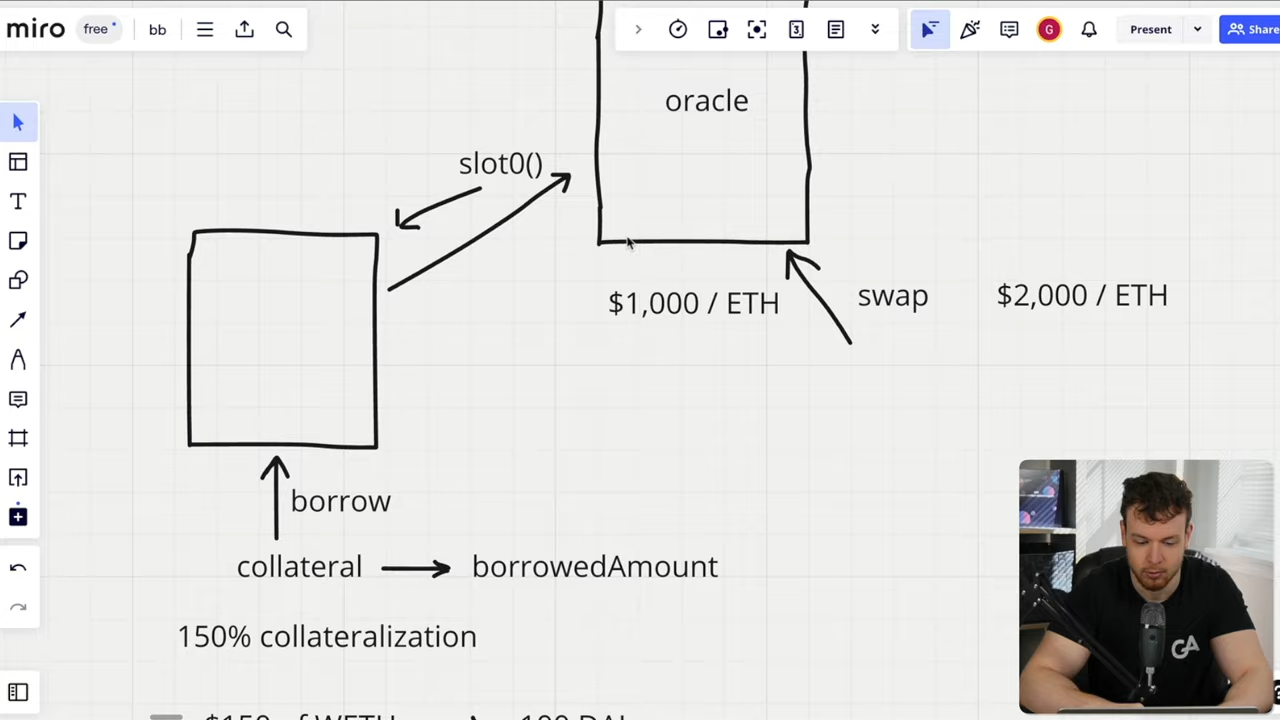 miro free bb Present Share
oracle
slot0()
$1,000 / ETH
swap
$2,000 / ETH
borrow
collateral borrowedAmount
150% collateralization
GA